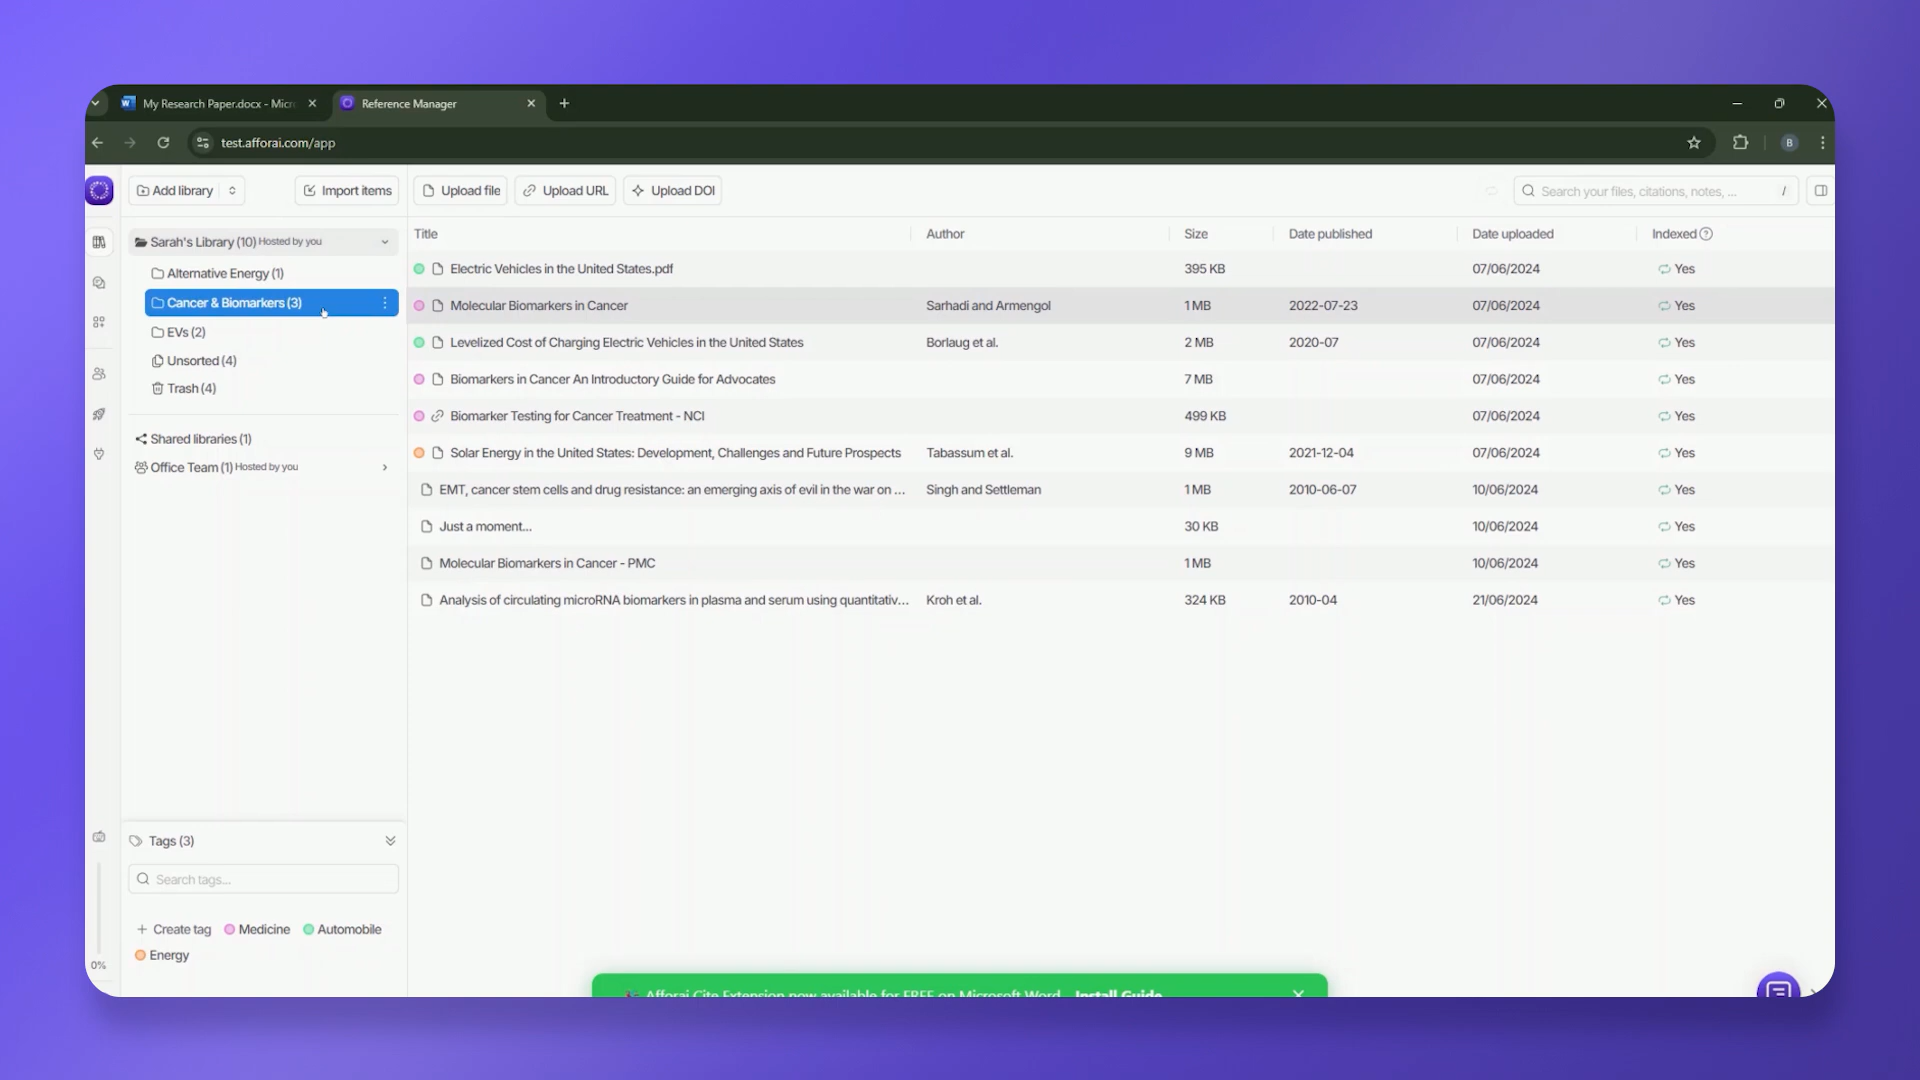 My Research Paper.docx - Micr
Reference Manager
test.afforai.com/app
B
Add library
Import items
Upload file
Upload URL
Upload DOI
Search your files, citations, notes, ...
/
Sarah's Library (10) Hosted by you
Alternative Energy (1)
Cancer & Biomarkers (3)
EVs (2)
Unsorted (4)
Trash (4)
Shared libraries (1)
Office Team (1) Hosted by you
Title Author Size Date published Date uploaded Indexed ?
Electric Vehicles in the United States.pdf 395 KB 07/06/2024 Yes
Molecular Biomarkers in Cancer Sarhadi and Armengol 1 MB 2022-07-23 07/06/2024 Yes
Levelized Cost of Charging Electric Vehicles in the United States Borlaug et al. 2 MB 2020-07 07/06/2024 Yes
Biomarkers in Cancer An Introductory Guide for Advocates 7 MB 07/06/2024 Yes
Biomarker Testing for Cancer Treatment - NCI 499 KB 07/06/2024 Yes
Solar Energy in the United States: Development, Challenges and Future Prospects Tabassum et al. 9 MB 2021-12-04 07/06/2024 Yes
EMT, cancer stem cells and drug resistance: an emerging axis of evil in the war on ... Singh and Settleman 1 MB 2010-06-07 10/06/2024 Yes
Just a moment... 30 KB 10/06/2024 Yes
Molecular Biomarkers in Cancer - PMC 1 MB 10/06/2024 Yes
Analysis of circulating microRNA biomarkers in plasma and serum using quantitativ... Kroh et al. 324 KB 2010-04 21/06/2024 Yes
Tags (3)
Search tags...
Create tag Medicine Automobile
Energy
0%
Afforai Cite Extension now available for FREE on Microsoft Word Install Guide